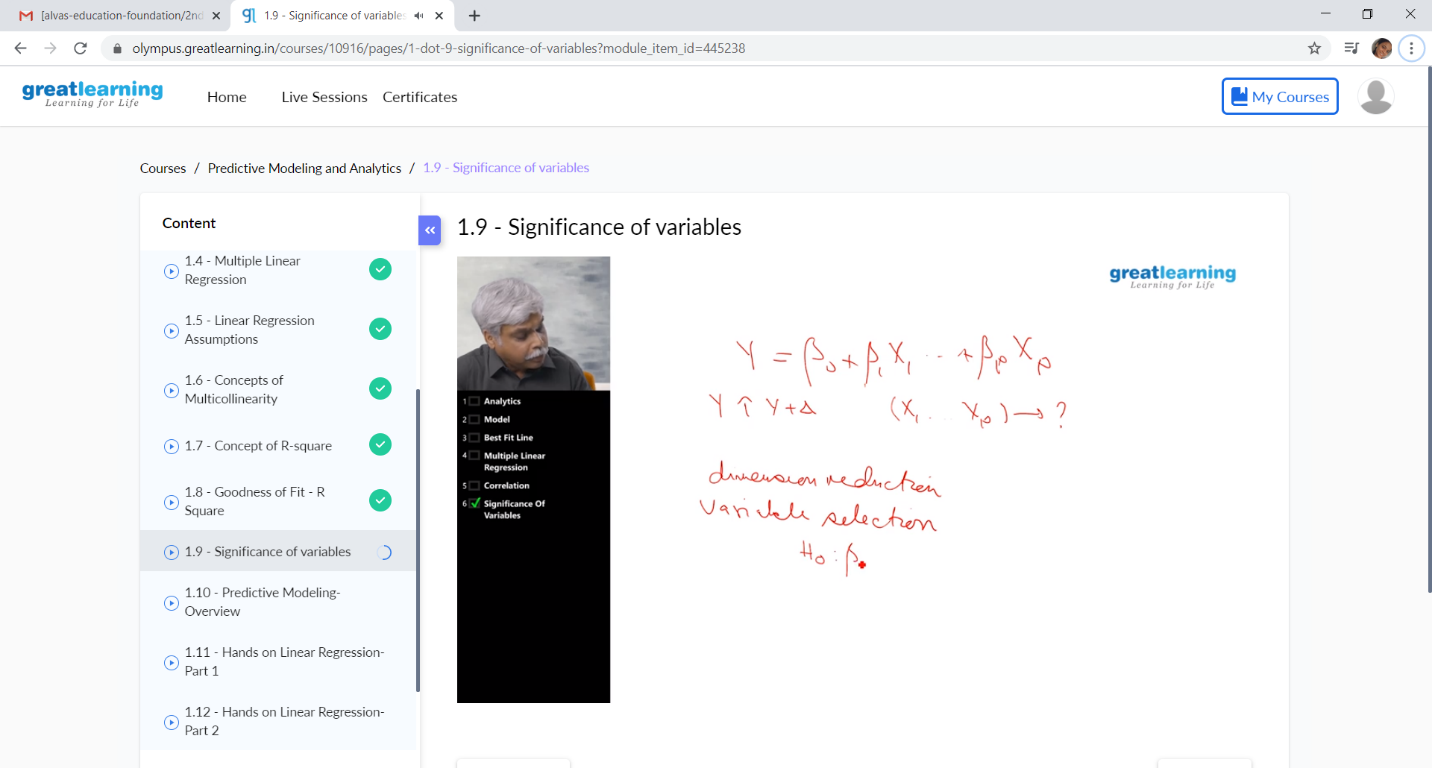 [alvas-education-foundation/2nd
1.9 - Significance of variables
olympus.greatlearning.in/courses/10916/pages/1-dot-9-significance-of-variables?module_item_id=445238
greatlearning
Learning for Life
Home
Live Sessions
Certificates
My Courses
Courses / Predictive Modeling and Analytics / 1.9 - Significance of variables
Content
1.4 - Multiple Linear
Regression
1.5 - Linear Regression
Assumptions
1.6 - Concepts of
Multicollinearity
1.7 - Concept of R-square
1.8 - Goodness of Fit - R
Square
1.9 - Significance of variables
1.10 - Predictive Modeling-
Overview
1.11 - Hands on Linear Regression-
Part 1
1.12 - Hands on Linear Regression-
Part 2
«
1.9 - Significance of variables
1 Analytics
2 Model
3 Best Fit Line
4 Multiple Linear
Regression
5 Correlation
6 Significance Of
Variables
greatlearning
Learning for Life
Y = β₀ + β₁ X₁ ·· + βₚ Xₚ
Y ↑ Y+Δ (X₁ ... Xₚ) → ?
dimension reduction
Variable selection
H₀ : β